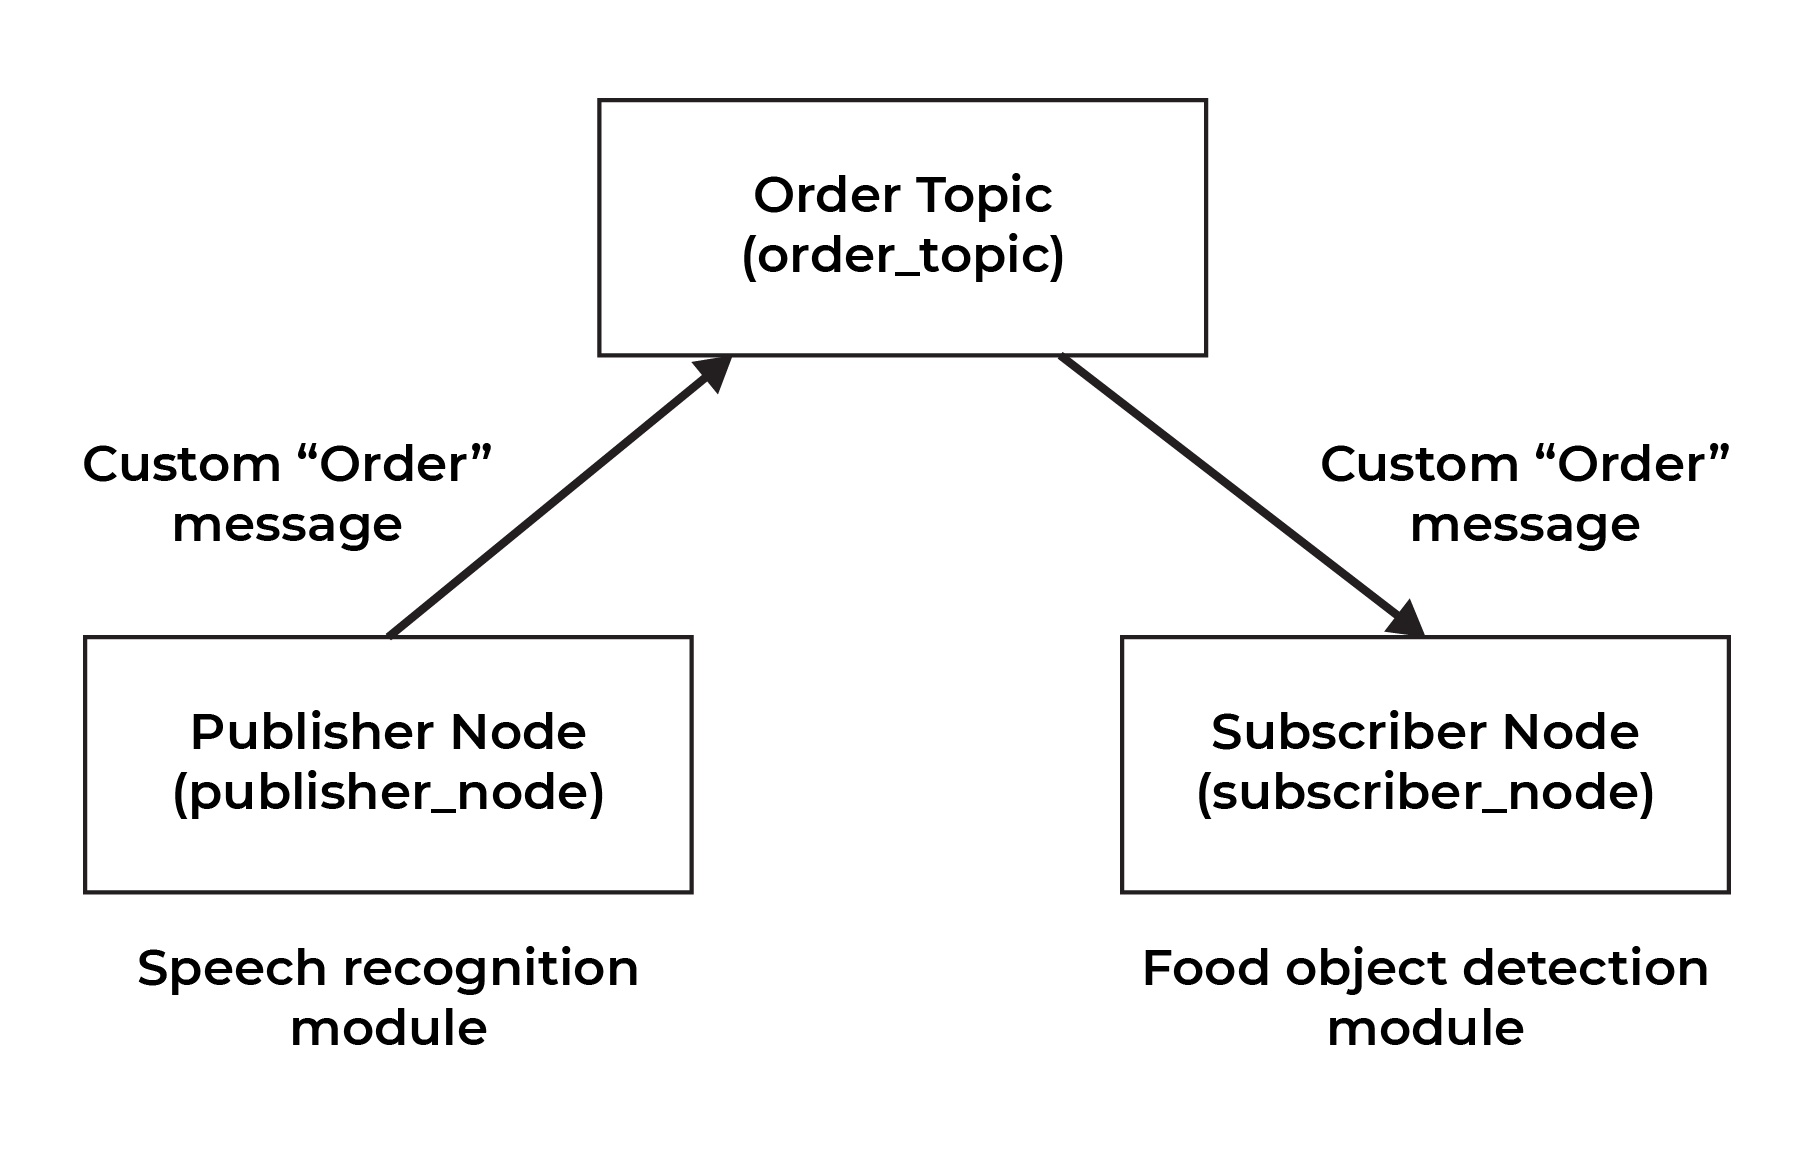 Order Topic
(order_topic)
Custom “Order”
message
Custom “Order”
message
Publisher Node
(publisher_node)
Subscriber Node
(subscriber_node)
Speech recognition
module
Food object detection
module